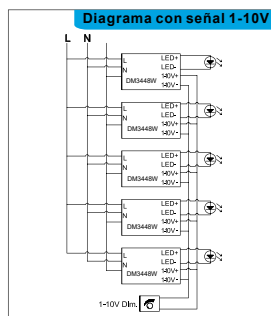 Diagrama con señal 1-10V
L N
L
N
DM3448W
LED+
LED-
1-10V+
1-10V-
L
N
DM3448W
LED+
LED-
1-10V+
1-10V-
L
N
DM3448W
LED+
LED-
1-10V+
1-10V-
L
N
DM3448W
LED+
LED-
1-10V+
1-10V-
L
N
DM3448W
LED+
LED-
1-10V+
1-10V-
1-10V Dim.